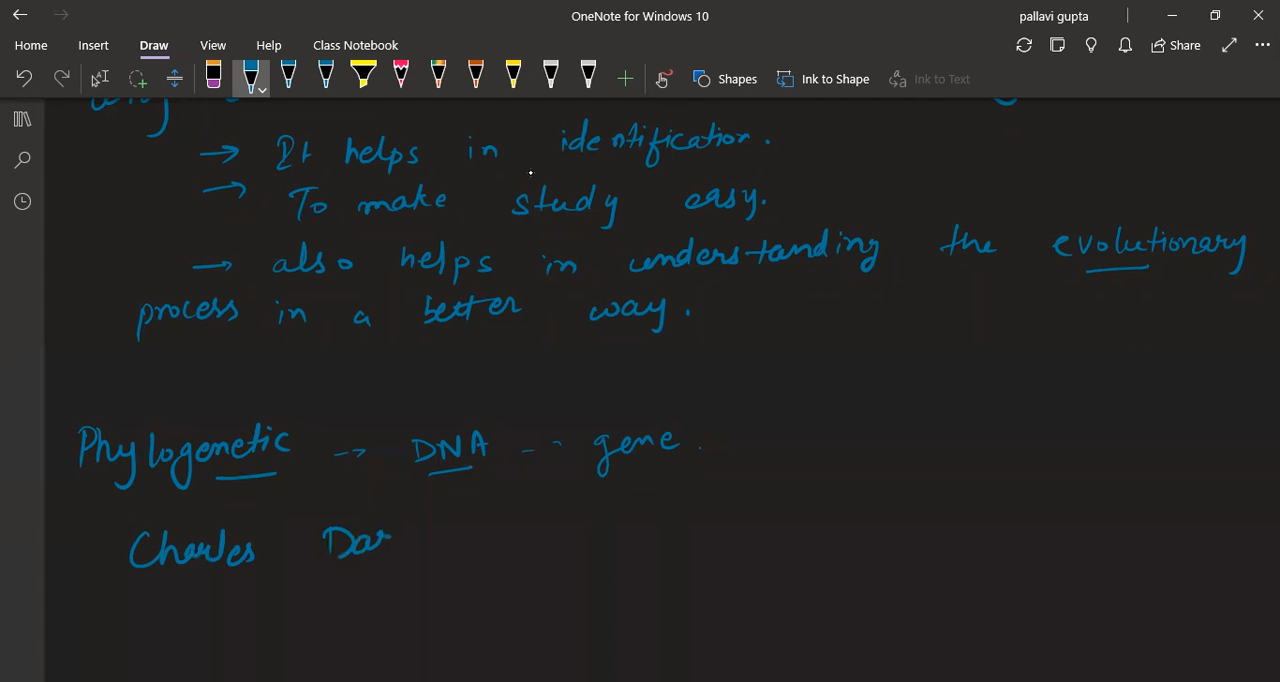 OneNote for Windows 10
pallavi gupta
Home Insert Draw View Help Class Notebook
Share
Shapes Ink to Shape Ink to Text
→ It helps in identification.
→ To make study easy.
→ also helps in understanding the evolutionary
process in a better way.
Phylogenetic --> DNA -- gene.
Charles Dar